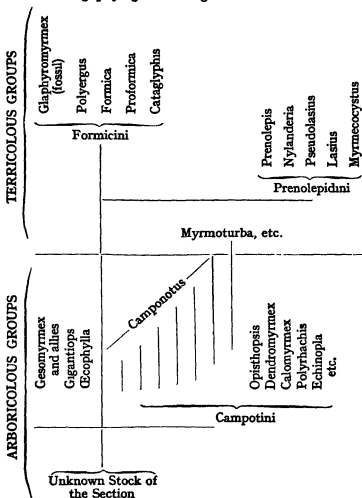 TERRICOLOUS GROUPS
Glaphyromyrmex
(fossil)
Polyergus
Formica
Proformica
Cataglyphis
Formicini
Prenolepis
Nylanderia
Pseudolasius
Lasius
Myrmecocystus
Prenolepidini
Myrmoturba, etc.
ARBORICOLOUS GROUPS
Gesomyrmex
and allies
Gigantiops
Œcophylla
Camponotus
Opisthopsis
Dendromyrmex
Calomyrmex
Polyrhachis
Echinopla
etc.
Campotini
Unknown Stock of
the Section